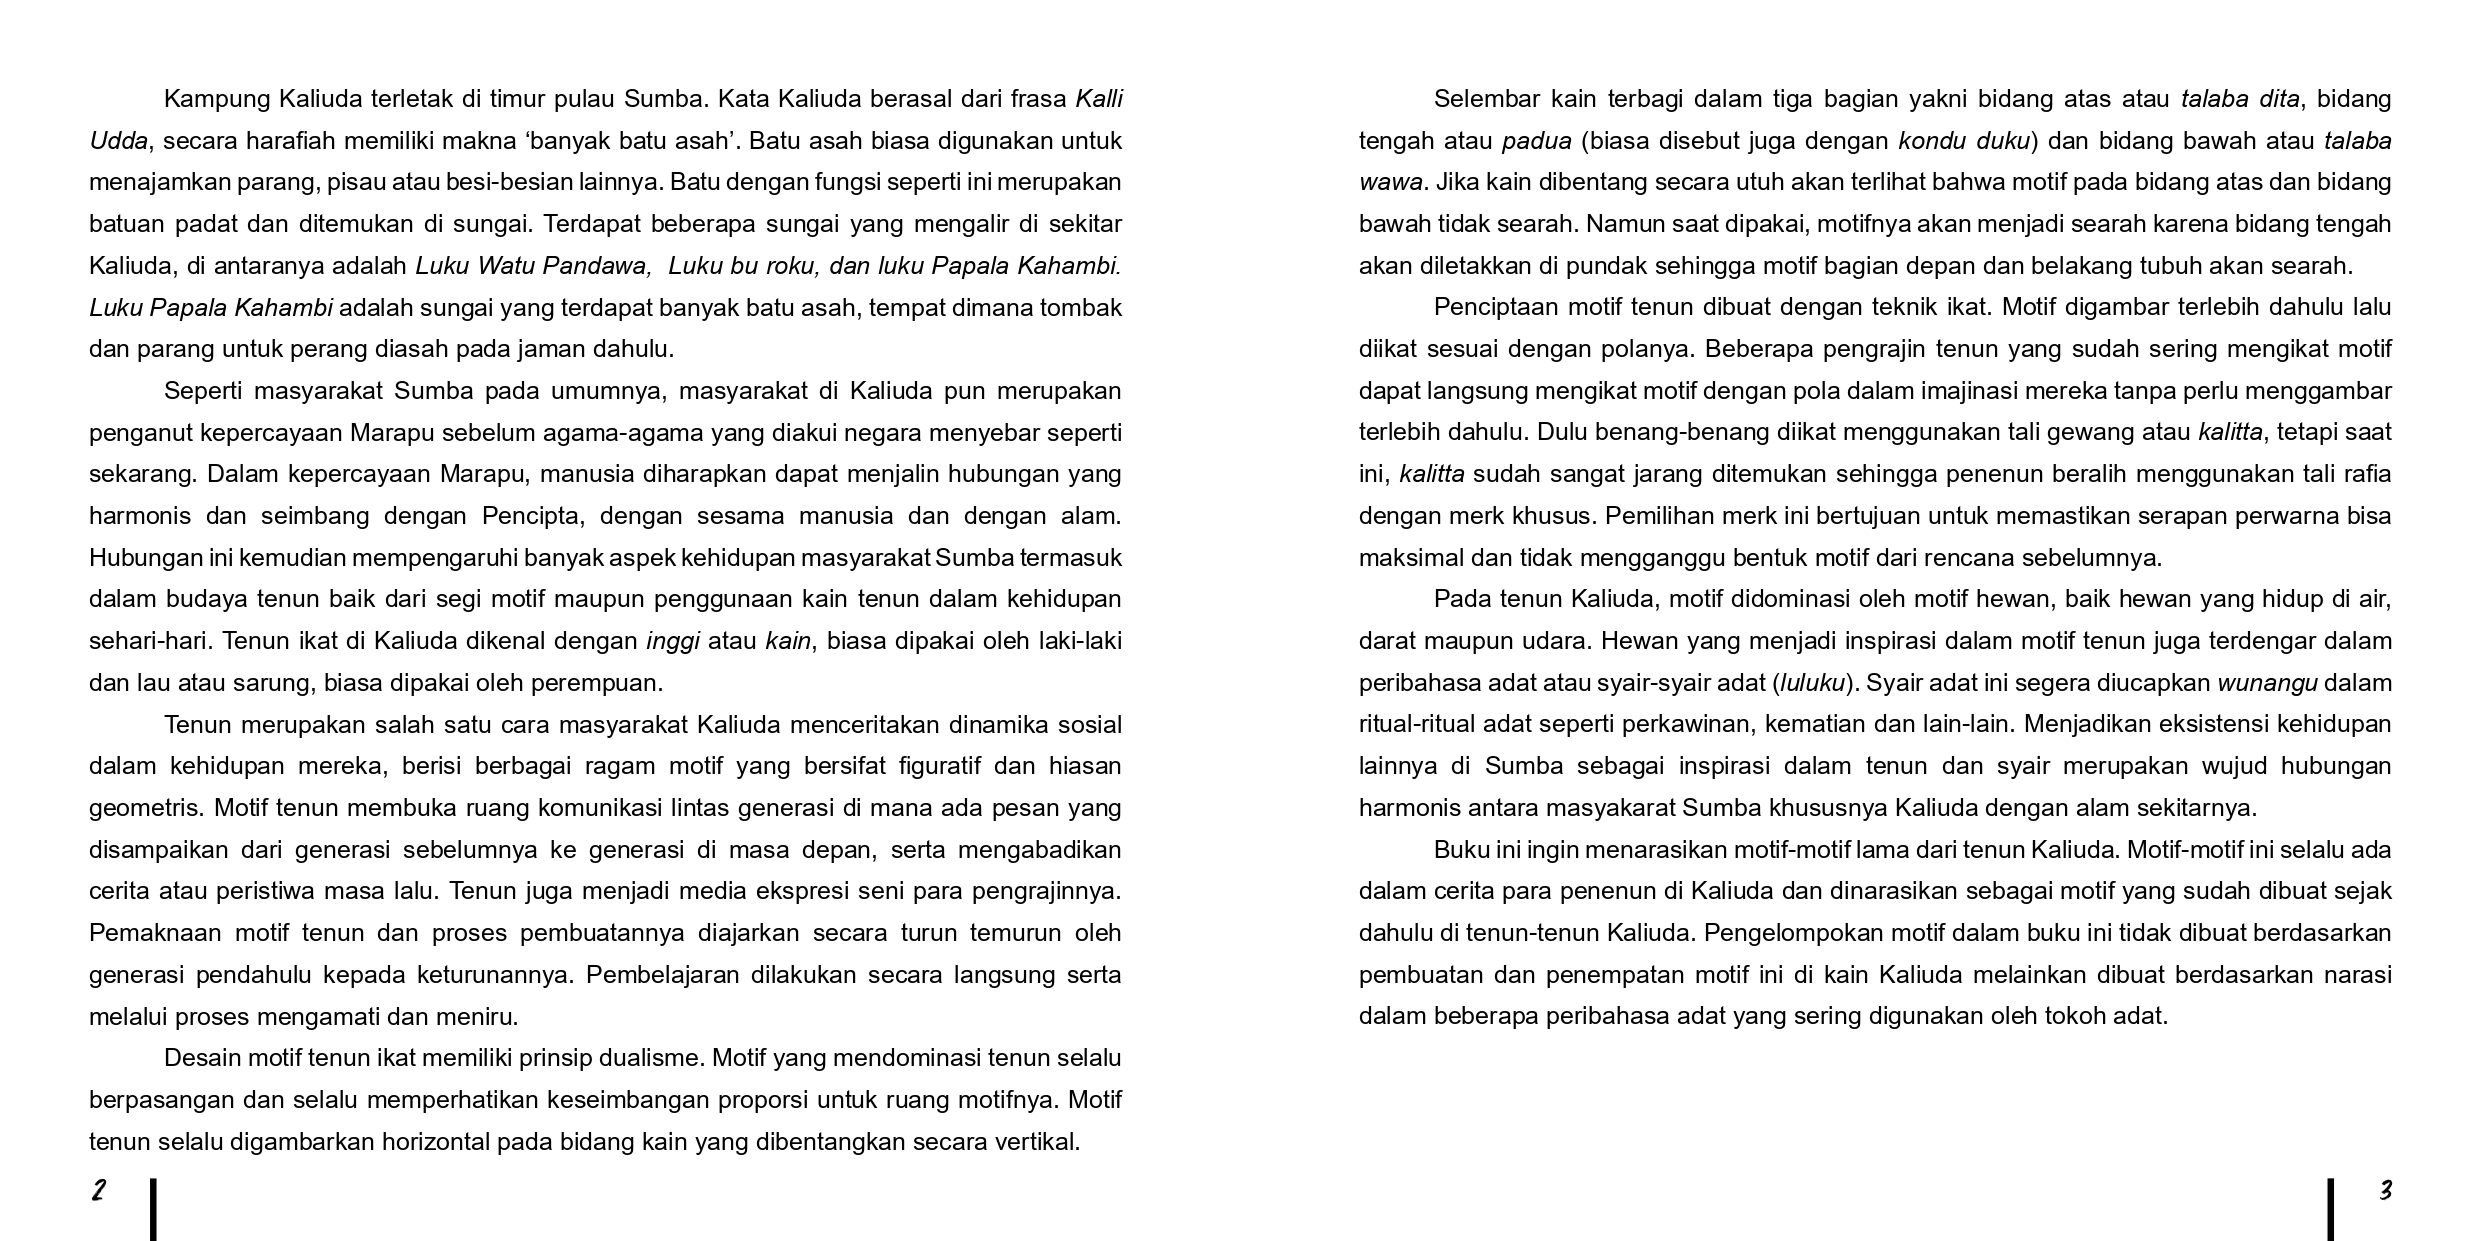 Kampung Kaliuda terletak di timur pulau Sumba. Kata Kaliuda berasal dari frasa Kalli
Udda, secara harafiah memiliki makna ‘banyak batu asah’. Batu asah biasa digunakan untuk
menajamkan parang, pisau atau besi-besian lainnya. Batu dengan fungsi seperti ini merupakan
batuan padat dan ditemukan di sungai. Terdapat beberapa sungai yang mengalir di sekitar
Kaliuda, di antaranya adalah Luku Watu Pandawa, Luku bu roku, dan luku Papala Kahambi.
Luku Papala Kahambi adalah sungai yang terdapat banyak batu asah, tempat dimana tombak
dan parang untuk perang diasah pada jaman dahulu.
Seperti masyarakat Sumba pada umumnya, masyarakat di Kaliuda pun merupakan
penganut kepercayaan Marapu sebelum agama-agama yang diakui negara menyebar seperti
sekarang. Dalam kepercayaan Marapu, manusia diharapkan dapat menjalin hubungan yang
harmonis dan seimbang dengan Pencipta, dengan sesama manusia dan dengan alam.
Hubungan ini kemudian mempengaruhi banyak aspek kehidupan masyarakat Sumba termasuk
dalam budaya tenun baik dari segi motif maupun penggunaan kain tenun dalam kehidupan
sehari-hari. Tenun ikat di Kaliuda dikenal dengan inggi atau kain, biasa dipakai oleh laki-laki
dan lau atau sarung, biasa dipakai oleh perempuan.
Tenun merupakan salah satu cara masyarakat Kaliuda menceritakan dinamika sosial
dalam kehidupan mereka, berisi berbagai ragam motif yang bersifat figuratif dan hiasan
geometris. Motif tenun membuka ruang komunikasi lintas generasi di mana ada pesan yang
disampaikan dari generasi sebelumnya ke generasi di masa depan, serta mengabadikan
cerita atau peristiwa masa lalu. Tenun juga menjadi media ekspresi seni para pengrajinnya.
Pemaknaan motif tenun dan proses pembuatannya diajarkan secara turun temurun oleh
generasi pendahulu kepada keturunannya. Pembelajaran dilakukan secara langsung serta
melalui proses mengamati dan meniru.
Desain motif tenun ikat memiliki prinsip dualisme. Motif yang mendominasi tenun selalu
berpasangan dan selalu memperhatikan keseimbangan proporsi untuk ruang motifnya. Motif
tenun selalu digambarkan horizontal pada bidang kain yang dibentangkan secara vertikal.
2
Selembar kain terbagi dalam tiga bagian yakni bidang atas atau talaba dita, bidang
tengah atau padua (biasa disebut juga dengan kondu duku) dan bidang bawah atau talaba
wawa. Jika kain dibentang secara utuh akan terlihat bahwa motif pada bidang atas dan bidang
bawah tidak searah. Namun saat dipakai, motifnya akan menjadi searah karena bidang tengah
akan diletakkan di pundak sehingga motif bagian depan dan belakang tubuh akan searah.
Penciptaan motif tenun dibuat dengan teknik ikat. Motif digambar terlebih dahulu lalu
diikat sesuai dengan polanya. Beberapa pengrajin tenun yang sudah sering mengikat motif
dapat langsung mengikat motif dengan pola dalam imajinasi mereka tanpa perlu menggambar
terlebih dahulu. Dulu benang-benang diikat menggunakan tali gewang atau kalitta, tetapi saat
ini, kalitta sudah sangat jarang ditemukan sehingga penenun beralih menggunakan tali rafia
dengan merk khusus. Pemilihan merk ini bertujuan untuk memastikan serapan perwarna bisa
maksimal dan tidak mengganggu bentuk motif dari rencana sebelumnya.
Pada tenun Kaliuda, motif didominasi oleh motif hewan, baik hewan yang hidup di air,
darat maupun udara. Hewan yang menjadi inspirasi dalam motif tenun juga terdengar dalam
peribahasa adat atau syair-syair adat (luluku). Syair adat ini segera diucapkan wunangu dalam
ritual-ritual adat seperti perkawinan, kematian dan lain-lain. Menjadikan eksistensi kehidupan
lainnya di Sumba sebagai inspirasi dalam tenun dan syair merupakan wujud hubungan
harmonis antara masyakarat Sumba khususnya Kaliuda dengan alam sekitarnya.
Buku ini ingin menarasikan motif-motif lama dari tenun Kaliuda. Motif-motif ini selalu ada
dalam cerita para penenun di Kaliuda dan dinarasikan sebagai motif yang sudah dibuat sejak
dahulu di tenun-tenun Kaliuda. Pengelompokan motif dalam buku ini tidak dibuat berdasarkan
pembuatan dan penempatan motif ini di kain Kaliuda melainkan dibuat berdasarkan narasi
dalam beberapa peribahasa adat yang sering digunakan oleh tokoh adat.
3